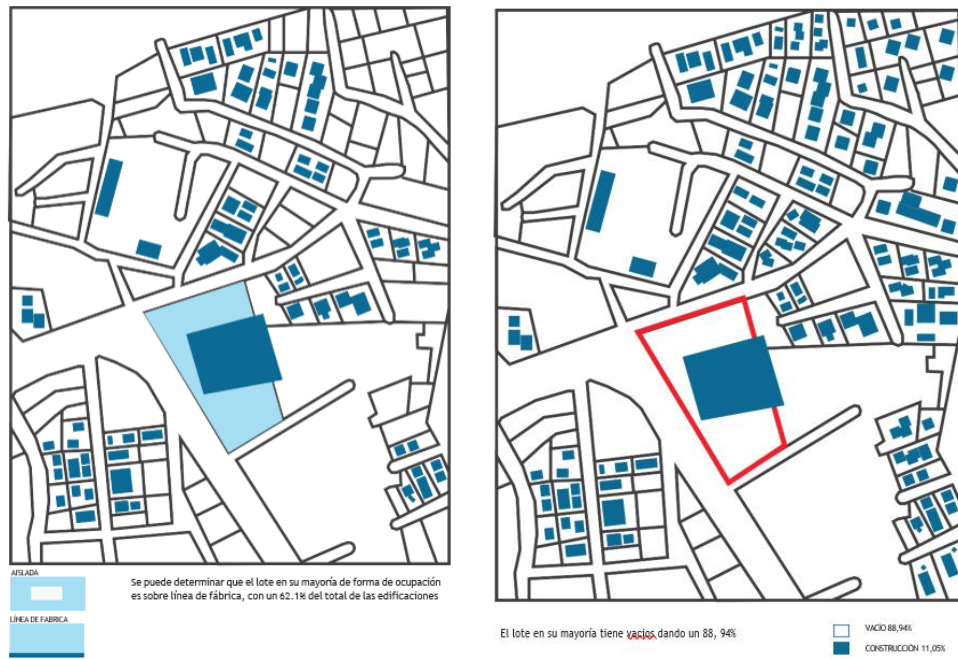 AISLADA
LÍNEA DE FABRICA
Se puede determinar que el lote en su mayoría de forma de ocupación
es sobre línea de fábrica, con un 62.1% del total de las edificaciones
El lote en su mayoría tiene vacios dando un 88, 94%
VACÍO 88,94%
CONSTRUCCIÓN 11,05%